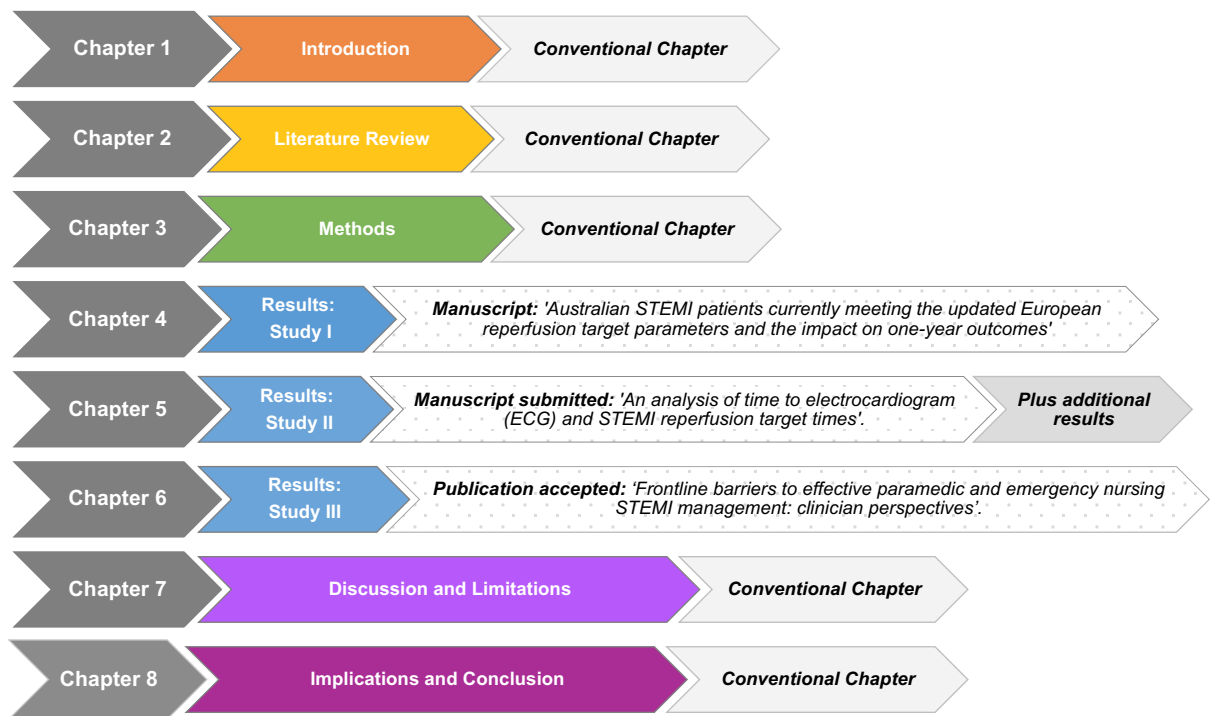 Chapter 1
Introduction
Conventional Chapter
Chapter 2
Literature Review
Conventional Chapter
Chapter 3
Methods
Conventional Chapter
Chapter 4
Results:
Study I
Manuscript: 'Australian STEMI patients currently meeting the updated European
reperfusion target parameters and the impact on one-year outcomes'
Chapter 5
Results:
Study II
Manuscript submitted: 'An analysis of time to electrocardiogram
(ECG) and STEMI reperfusion target times'.
Plus additional
results
Chapter 6
Results:
Study III
Publication accepted: ‘Frontline barriers to effective paramedic and emergency nursing
STEMI management: clinician perspectives’.
Chapter 7
Discussion and Limitations
Conventional Chapter
Chapter 8
Implications and Conclusion
Conventional Chapter